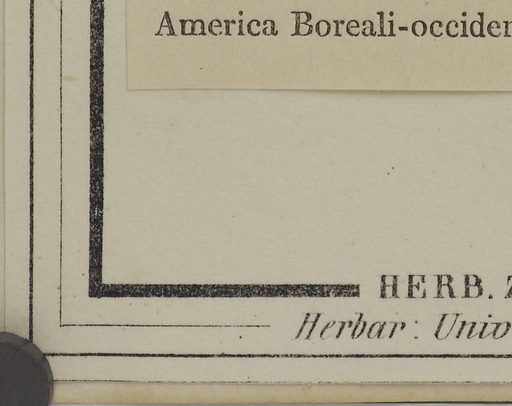 America Boreali-occiden
HERB. Z
Herbar: Univ